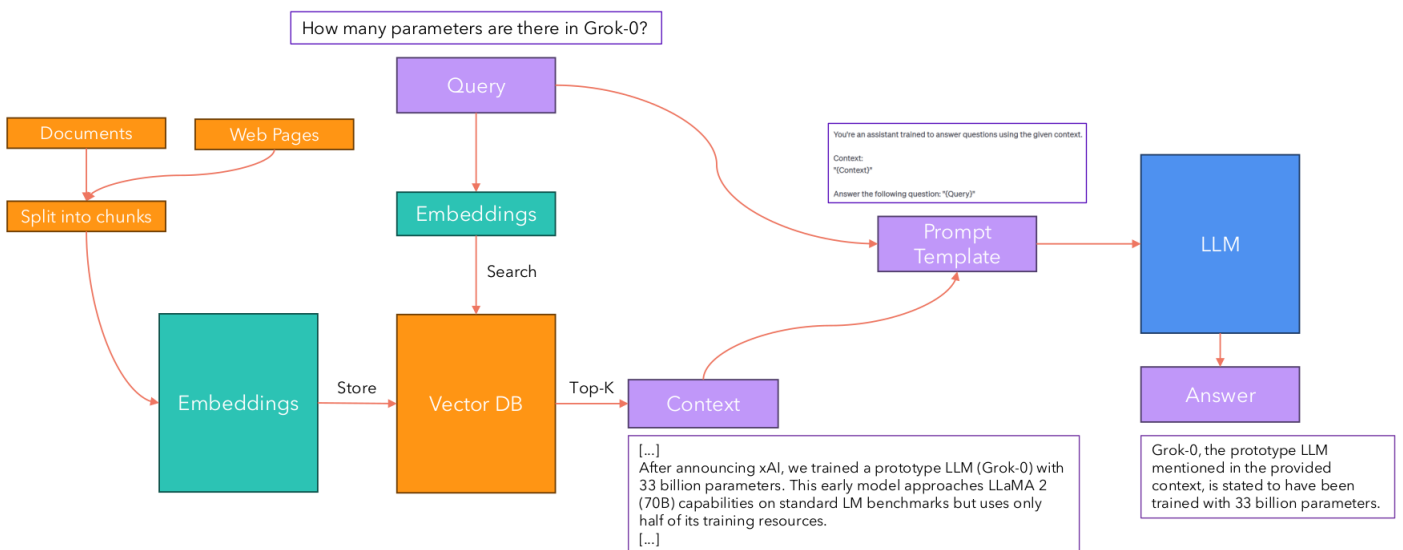 How many parameters are there in Grok-0?
Query
Documents
Web Pages
You're an assistant trained to answer questions using the given context.
Context:
"{Context}"
Answer the following question: "{Query}"
Split into chunks
Embeddings
Prompt
Template
LLM
Search
Embeddings
Store
Vector DB
Top-K
Context
Answer
[...]
After announcing xAI, we trained a prototype LLM (Grok-0) with
33 billion parameters. This early model approaches LLaMA 2
(70B) capabilities on standard LM benchmarks but uses only
half of its training resources.
[...]
Grok-0, the prototype LLM
mentioned in the provided
context, is stated to have been
trained with 33 billion parameters.